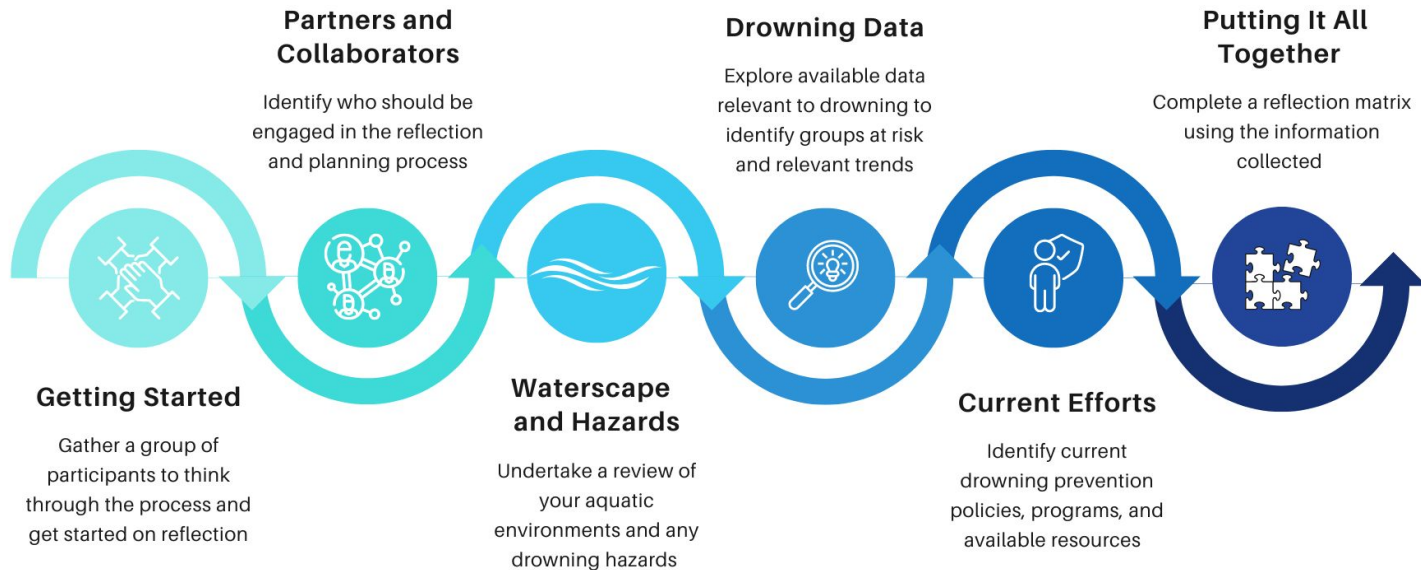 Getting Started
Gather a group of
participants to think
through the process and
get started on reflection
Partners and
Collaborators
Identify who should be
engaged in the reflection
and planning process
Waterscape
and Hazards
Undertake a review of
your aquatic
environments and any
drowning hazards
Drowning Data
Explore available data
relevant to drowning to
identify groups at risk
and relevant trends
Current Efforts
Identify current
drowning prevention
policies, programs, and
available resources
Putting It All
Together
Complete a reflection matrix
using the information
collected